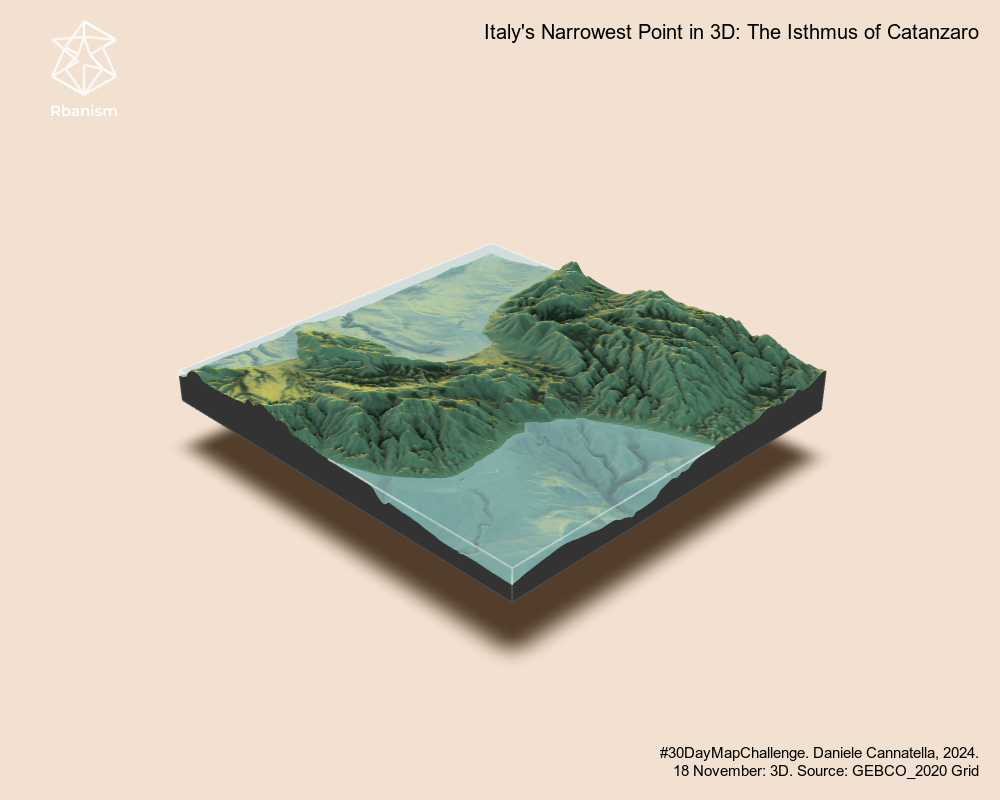 Italy's Narrowest Point in 3D: The Isthmus of Catanzaro
Rbanism
#30DayMapChallenge. Daniele Cannatella, 2024.
18 November: 3D. Source: GEBCO_2020 Grid